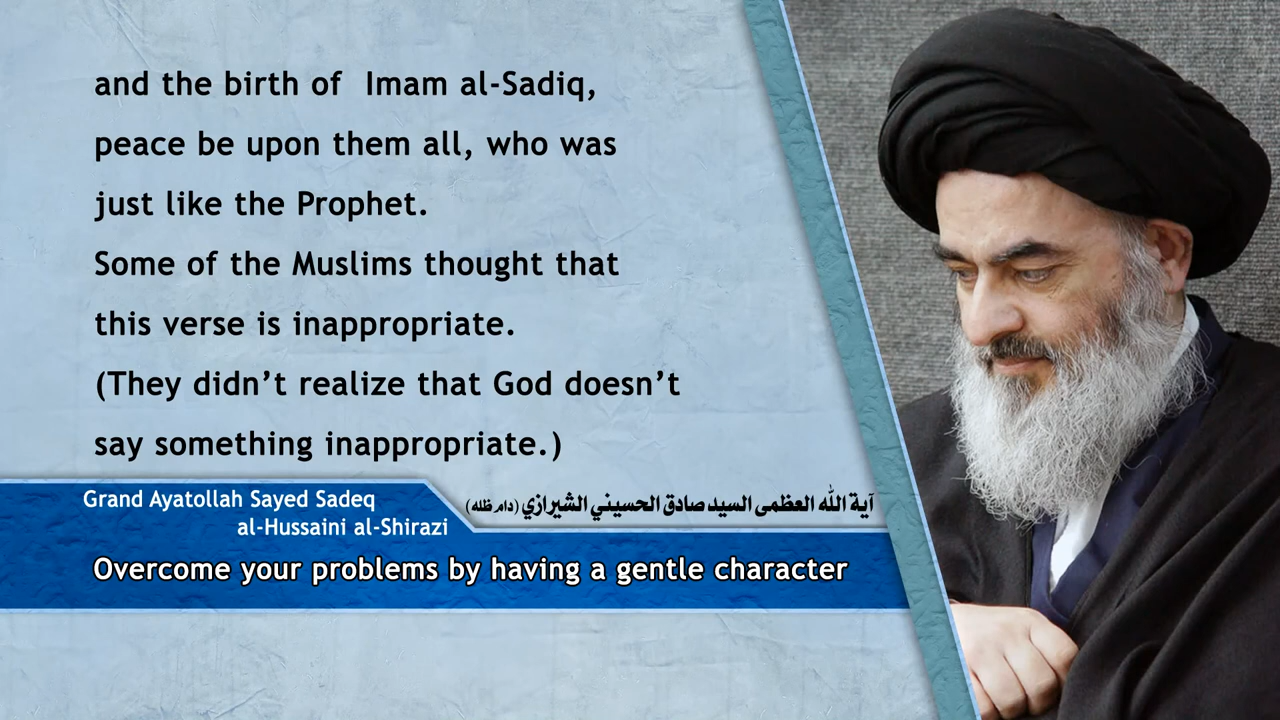 and the birth of  Imam al-Sadiq,
peace be upon them all, who was
just like the Prophet.
Some of the Muslims thought that
this verse is inappropriate.
(They didn’t realize that God doesn’t
say something inappropriate.)
Grand Ayatollah Sayed Sadeq
al-Hussaini al-Shirazi
آية الله العظمى السيد صادق الحسيني الشيرازي (دام ظله)
Overcome your problems by having a gentle character